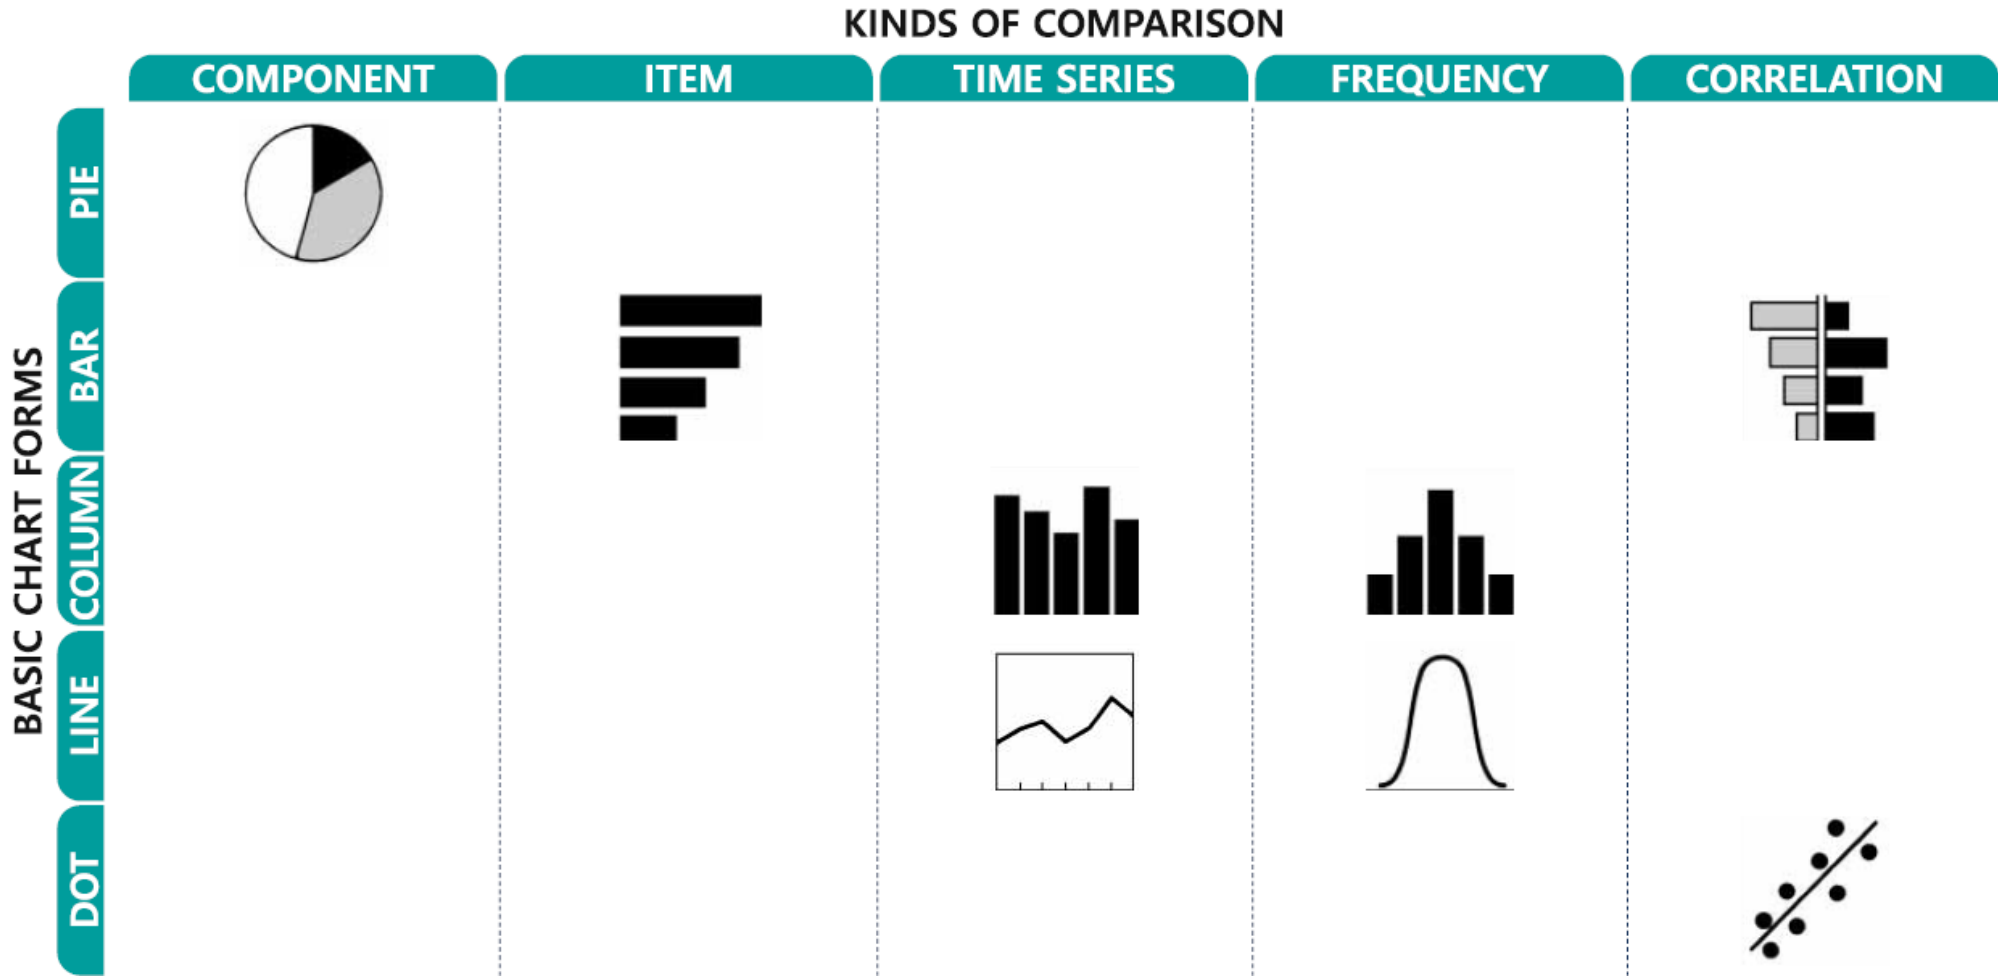 KINDS OF COMPARISON
COMPONENT
ITEM
TIME SERIES
FREQUENCY
CORRELATION
BASIC CHART FORMS
PIE
BAR
COLUMN
LINE
DOT